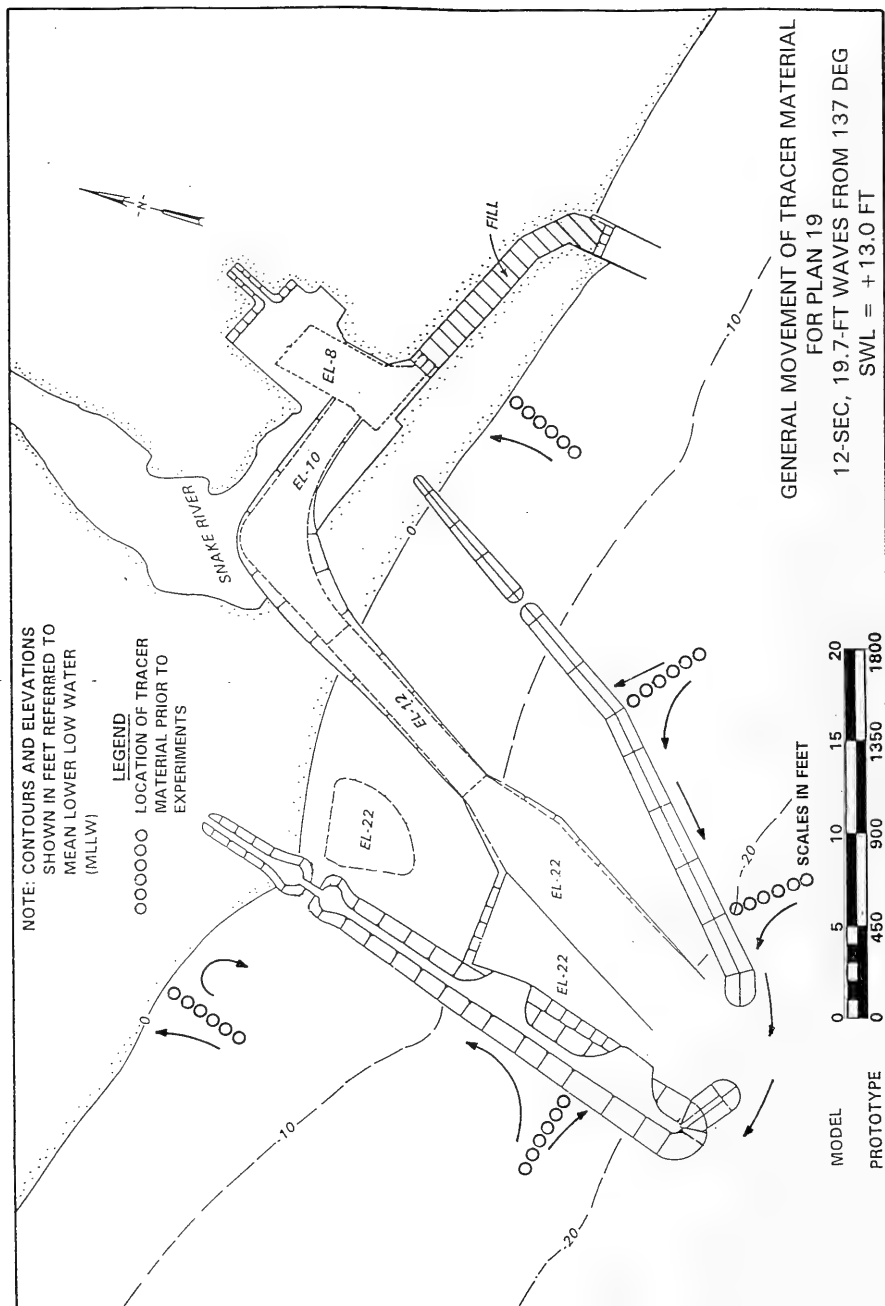 NOTE: CONTOURS AND ELEVATIONS
SHOWN IN FEET REFERRED TO
MEAN LOWER LOW WATER
(MLLW)
LEGEND
OOOOOO LOCATION OF TRACER
MATERIAL PRIOR TO
EXPERIMENTS
SNAKE RIVER
-N-
EL-8
EL-10
FILL
EL-12
EL-22
EL-22
EL-22
0
0
-10
-10
-20
-20
SCALES IN FEET
MODEL 0 5 10 15 20
PROTOTYPE 0 450 900 1350 1800
GENERAL MOVEMENT OF TRACER MATERIAL
FOR PLAN 19
12-SEC, 19.7-FT WAVES FROM 137 DEG
SWL = +13.0 FT